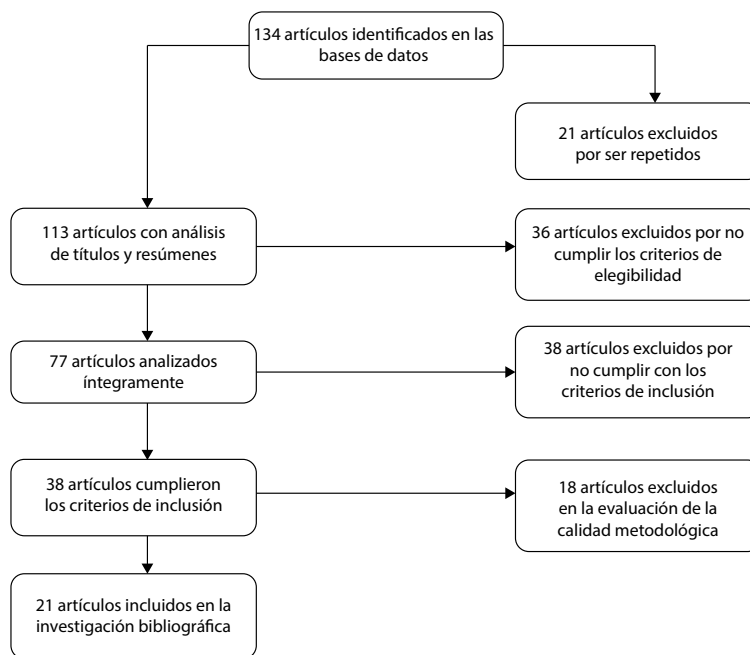 134 artículos identificados en las
bases de datos
21 artículos excluidos
por ser repetidos
113 artículos con análisis
de títulos y resúmenes
36 artículos excluidos por no
cumplir los criterios de
elegibilidad
77 artículos analizados
íntegramente
38 artículos excluidos por
no cumplir con los
criterios de inclusión
38 artículos cumplieron
los criterios de inclusión
18 artículos excluidos
en la evaluación de la
calidad metodológica
21 artículos incluidos en la
investigación bibliográfica